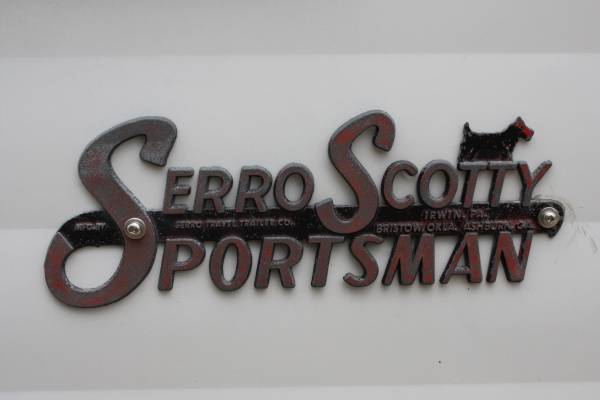 SERRO SCOTTY
SERRO TRAVEL TRAILER CO.
IRWIN, PA.
BRISTOW, OKLA. ASHBURN, GA.
SPORTSMAN